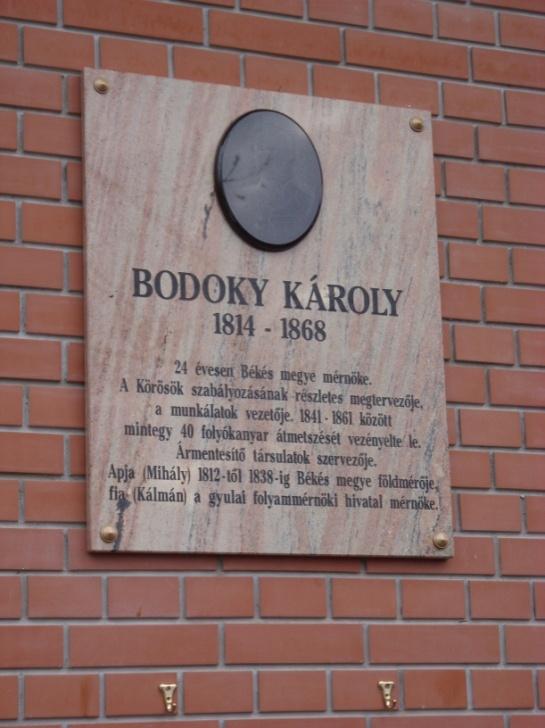 BODOKY KÁROLY
1814 - 1868
24 évesen Békés megye mérnöke.
A Körösök szabályozásának részletes megtervezője,
a munkálatok vezetője. 1841 - 1861 között
mintegy 40 folyókanyar átmetszését vezényelte le.
Ármentesítő társulatok szervezője.
Apja (Mihály) 1812-től 1838-ig Békés megye földmérője,
fia (Kálmán) a gyulai folyammérnöki hivatal mérnöke.